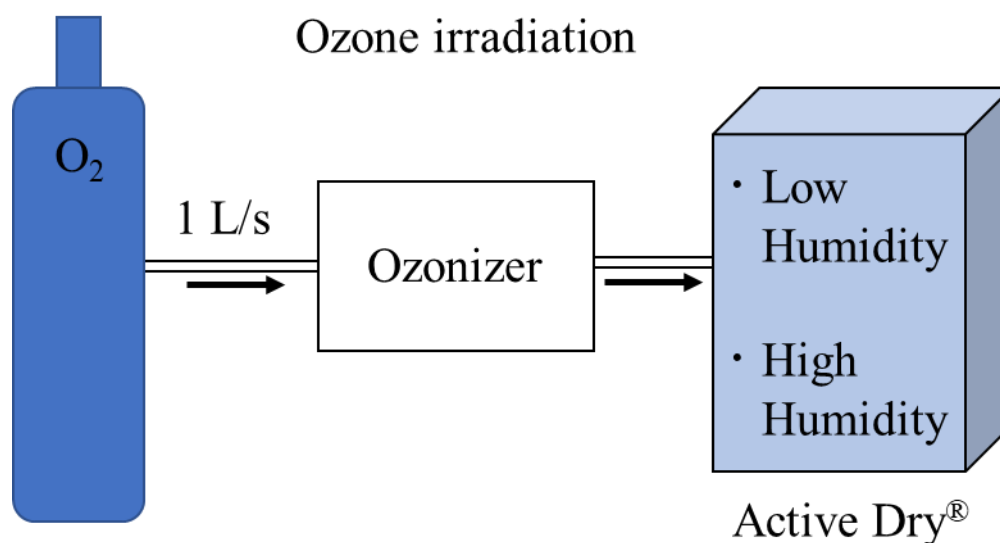 Ozone irradiation
O₂
1 L/s
Ozonizer
・Low
Humidity
・High
Humidity
Active Dry®